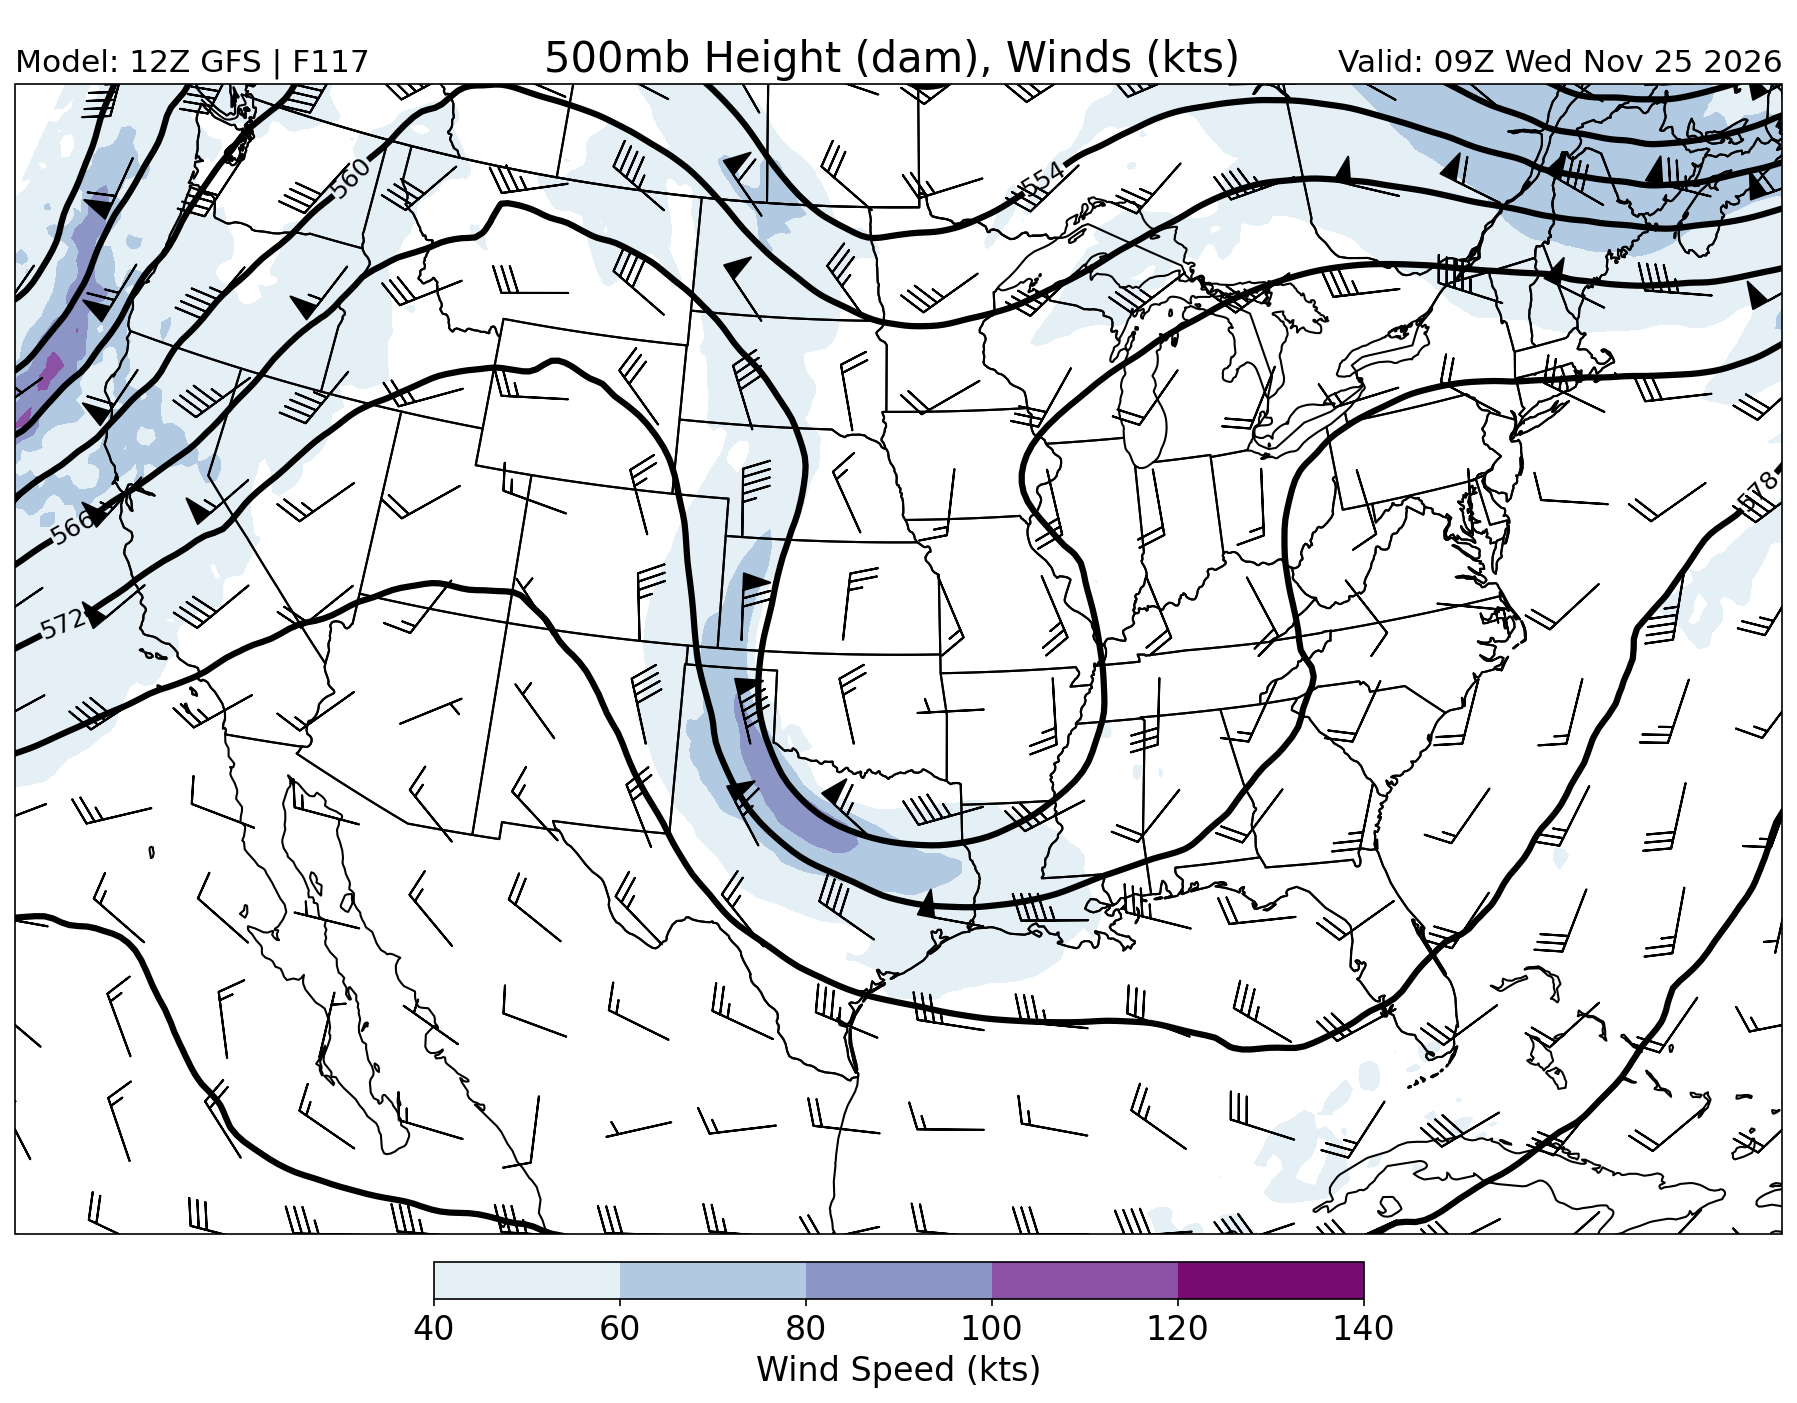 Model: 12Z GFS | F117
500mb Height (dam), Winds (kts)
Valid: 09Z Wed Nov 25 2026
560
554
578
566
572
40 60 80 100 120 140
Wind Speed (kts)